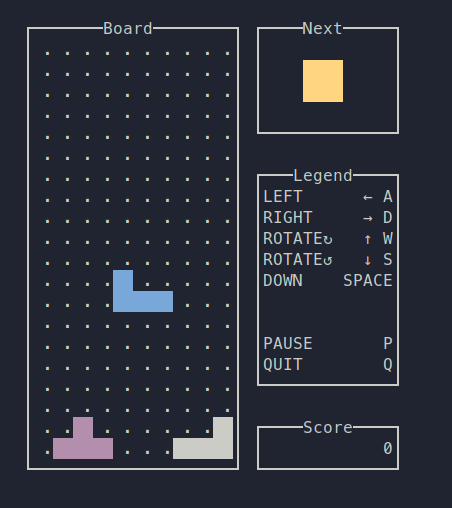 Board
Next
Legend
LEFT ← A
RIGHT → D
ROTATE↻ ↑ W
ROTATE↺ ↓ S
DOWN SPACE
PAUSE P
QUIT Q
Score
0